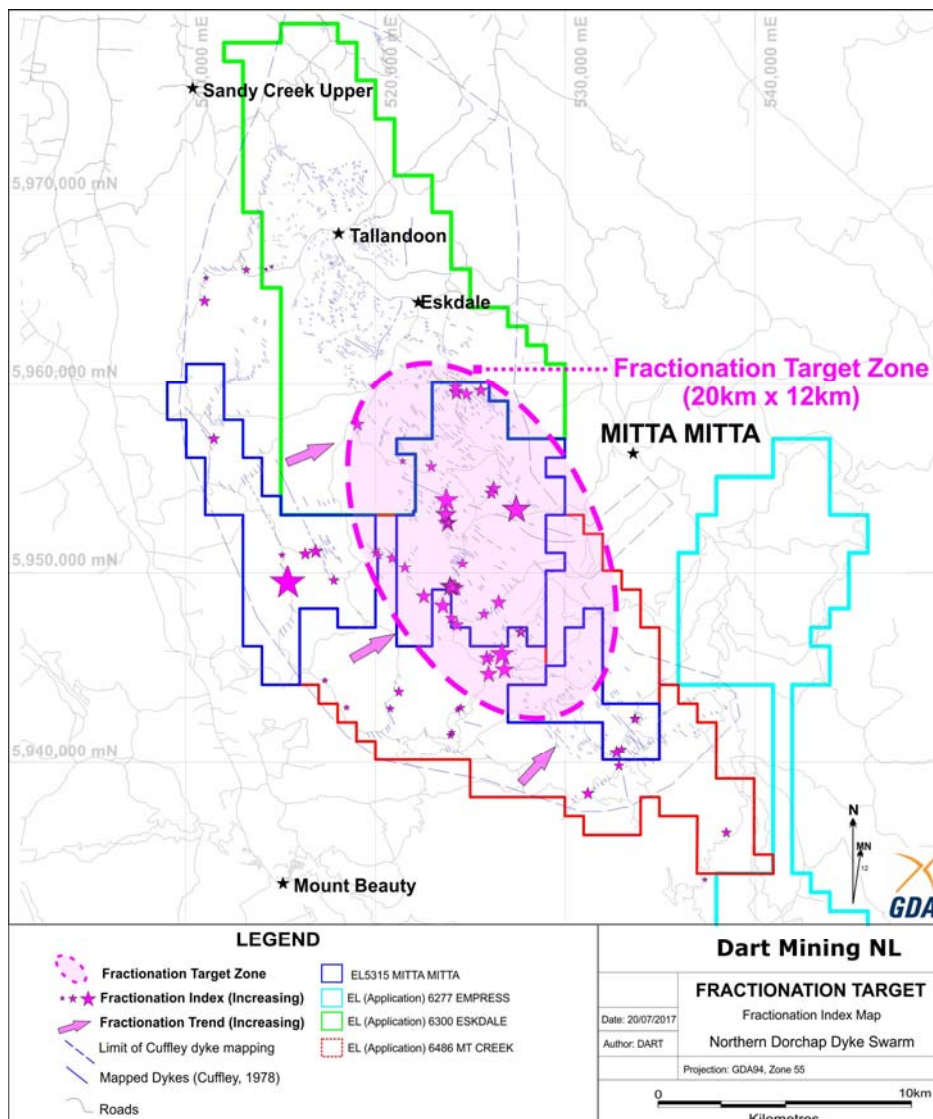 510,000 mE
520,000 mE
530,000 mE
540,000 mE
Sandy Creek Upper
5,970,000 mN
Tallandoon
Eskdale
5,960,000 mN
Fractionation Target Zone
(20km x 12km)
MITTA MITTA
5,950,000 mN
5,940,000 mN
Mount Beauty
N
MN
12
GDA
LEGEND
Fractionation Target Zone
Fractionation Index (Increasing)
Fractionation Trend (Increasing)
Limit of Cuffley dyke mapping
Mapped Dykes (Cuffley, 1978)
Roads
EL5315 MITTA MITTA
EL (Application) 6277 EMPRESS
EL (Application) 6300 ESKDALE
EL (Application) 6486 MT CREEK
Dart Mining NL
Date: 20/07/2017
Author: DART
FRACTIONATION TARGET
Fractionation Index Map
Northern Dorchap Dyke Swarm
Projection: GDA94, Zone 55
0 10km
Kilometres